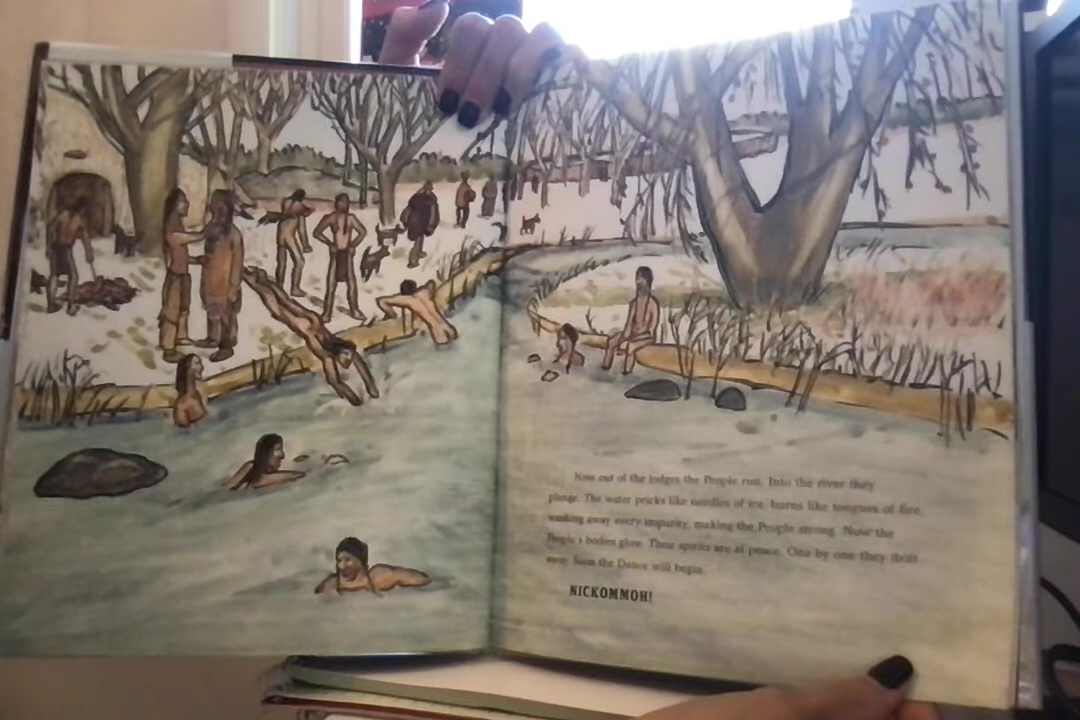 Now out of the lodges the People run. Into the river they
plunge. The water pricks like needles of ice, burns like tongues of fire,
washing away every impurity, making the People strong. Now the
People's bodies glow. Their spirits are at peace. One by one they drift
away. Soon the Dance will begin.
NICKOMMOH!